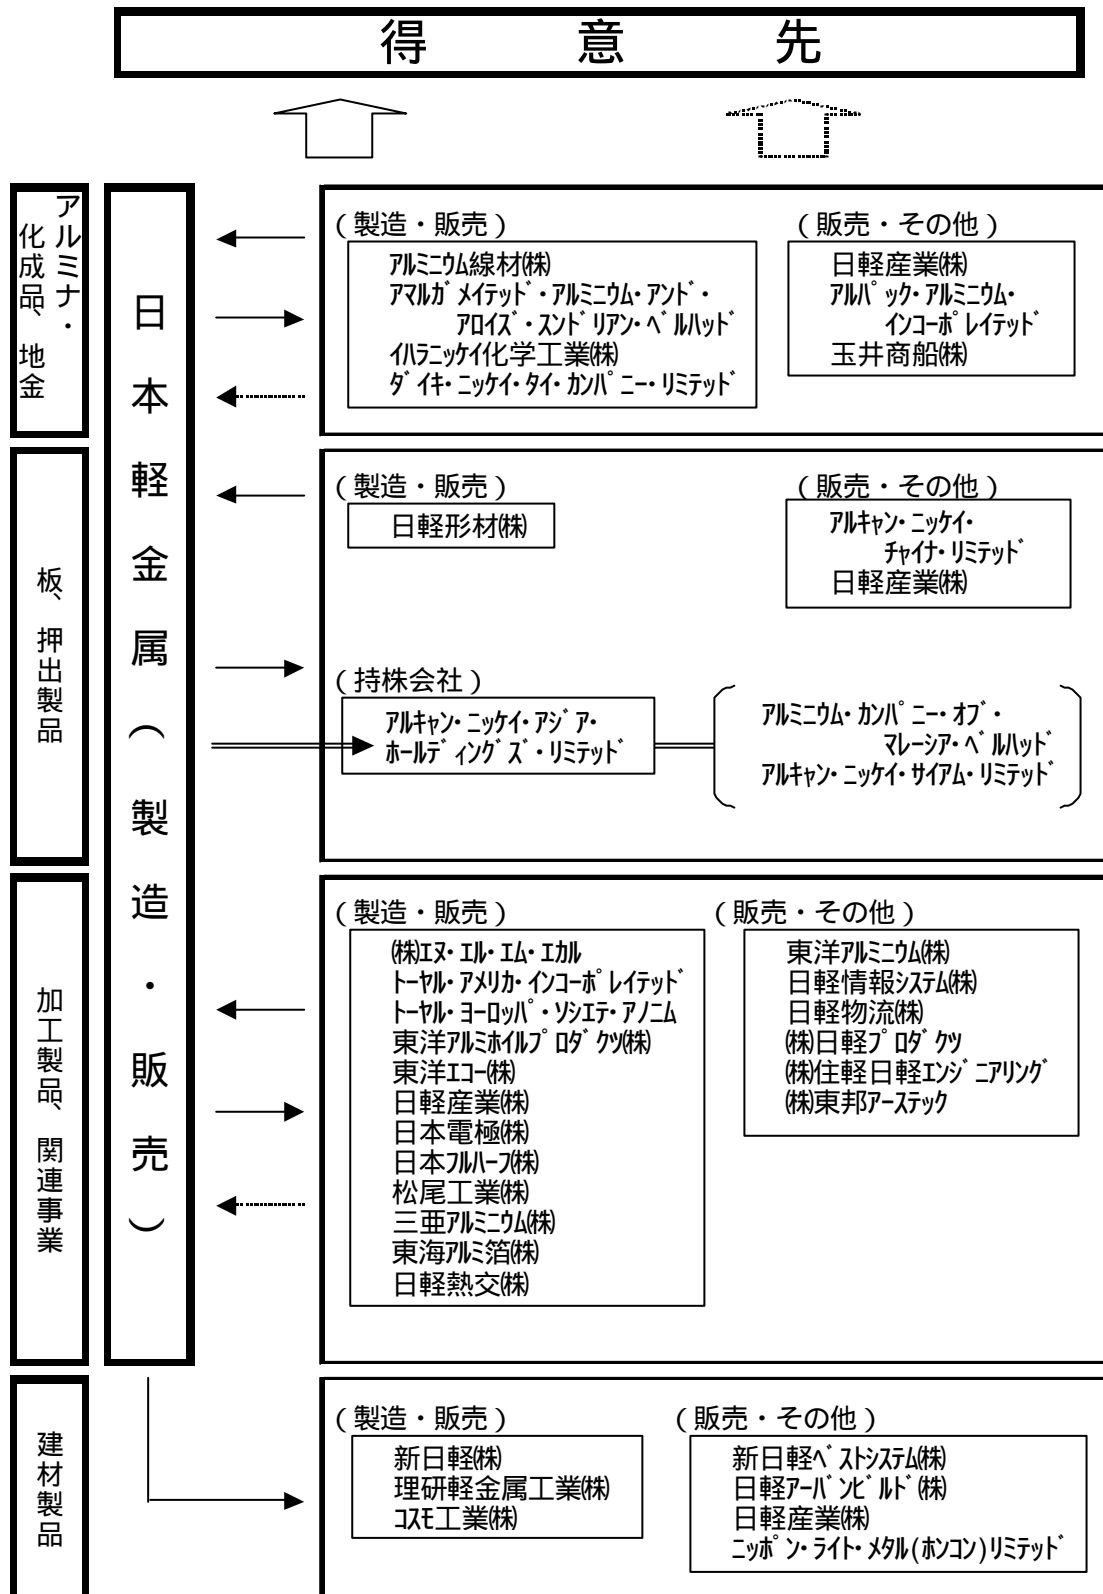 得意先
アルミナ・
化成品、地金
日本軽金属（製造・販売）
(製造・販売)
ｱﾙﾐﾆｳﾑ線材㈱
ｱﾏﾙｶﾞﾒｲﾃｯﾄﾞ・ｱﾙﾐﾆｳﾑ・ｱﾝﾄﾞ・
ｱﾛｲｽﾞ・ｽﾝﾄﾞﾘｱﾝ・ﾍﾞﾙﾊｯﾄﾞ
ｲﾊﾗﾆｯｹｲ化学工業㈱
ﾀﾞｲｷ・ﾆｯｹｲ・ﾀｲ・ｶﾝﾊﾟﾆｰ・ﾘﾐﾃｯﾄﾞ
(販売・その他)
日軽産業㈱
ｱﾙﾊﾟｯｸ・ｱﾙﾐﾆｳﾑ・
ｲﾝｺｰﾎﾟﾚｲﾃｯﾄﾞ
玉井商船㈱
板、押出製品
(製造・販売)
日軽形材㈱
(販売・その他)
ｱﾙｷｬﾝ・ﾆｯｹｲ・
ﾁｬｲﾅ・ﾘﾐﾃｯﾄﾞ
日軽産業㈱
(持株会社)
ｱﾙｷｬﾝ・ﾆｯｹｲ・ｱｼﾞｱ・
ﾎｰﾙﾃﾞｨﾝｸﾞｽﾞ・ﾘﾐﾃｯﾄﾞ
ｱﾙﾐﾆｳﾑ・ｶﾝﾊﾟﾆｰ・ｵﾌﾞ・
ﾏﾚｰｼｱ・ﾍﾞﾙﾊｯﾄﾞ
ｱﾙｷｬﾝ・ﾆｯｹｲ・ｻｲｱﾑ・ﾘﾐﾃｯﾄﾞ
加工製品、関連事業
(製造・販売)
㈱ｴﾇ・ｴﾙ・ｴﾑ・ｴｶﾙ
ﾄｰﾔﾙ・ｱﾒﾘｶ・ｲﾝｺｰﾎﾟﾚｲﾃｯﾄﾞ
ﾄｰﾔﾙ・ﾖｰﾛｯﾊﾟ・ｿｼｴﾃ・ｱﾉﾆﾑ
東洋ｱﾙﾐﾎｲﾙﾌﾟﾛﾀﾞｸﾂ㈱
東洋ｴｺｰ㈱
日軽産業㈱
日本電極㈱
日本ﾌﾙﾊｰﾌ㈱
松尾工業㈱
三亜ｱﾙﾐﾆｳﾑ㈱
東海ｱﾙﾐ箔㈱
日軽熱交㈱
(販売・その他)
東洋ｱﾙﾐﾆｳﾑ㈱
日軽情報ｼｽﾃﾑ㈱
日軽物流㈱
㈱日軽ﾌﾟﾛﾀﾞｸﾂ
㈱住軽日軽ｴﾝｼﾞﾆｱﾘﾝｸﾞ
㈱東邦ｱｰｽﾃｯｸ
建材製品
(製造・販売)
新日軽㈱
理研軽金属工業㈱
ｺｽﾓ工業㈱
(販売・その他)
新日軽ﾍﾞｽﾄｼｽﾃﾑ㈱
日軽ｱｰﾊﾞﾝﾋﾞﾙﾄﾞ㈱
日軽産業㈱
ﾆｯﾎﾟﾝ・ﾗｲﾄ・ﾒﾀﾙ(ﾎﾝｺﾝ)ﾘﾐﾃｯﾄﾞ